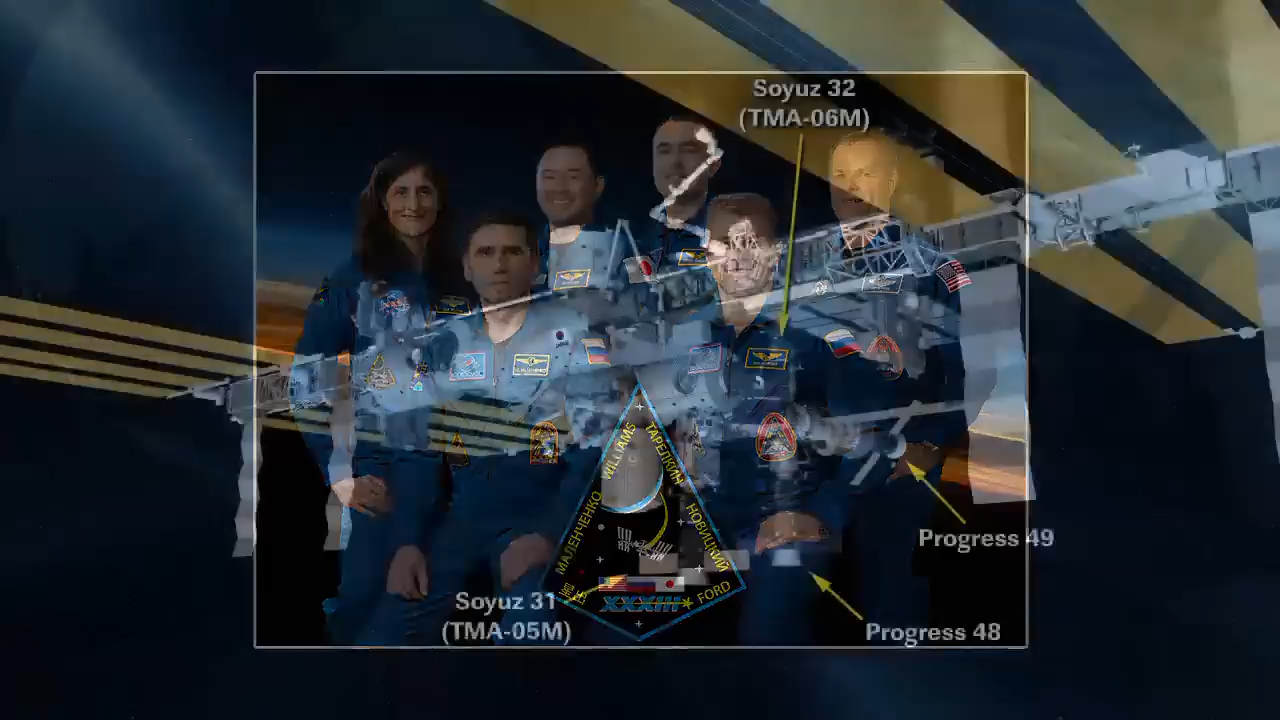 Soyuz 32
(TMA-06M)
WILLIAMS
ТАРЕЛКИН
МАЛЕНЧЕНКО
НОВИЦКИЙ
FORD
XXXIII
Progress 49
Soyuz 31
(TMA-05M)
Progress 48